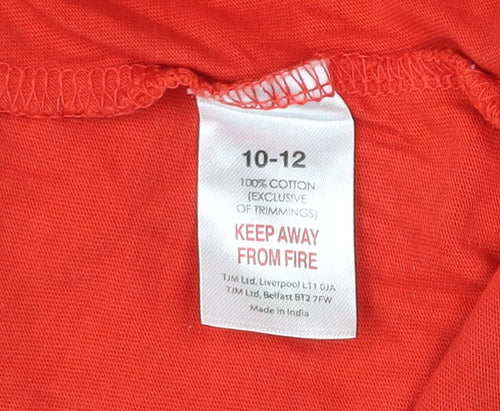 10-12
100% COTTON
(EXCLUSIVE
OF TRIMMINGS)
KEEP AWAY
FROM FIRE
TJM Ltd, Liverpool L11 0JA
TJM Ltd, Belfast BT2 7FW
Made in India